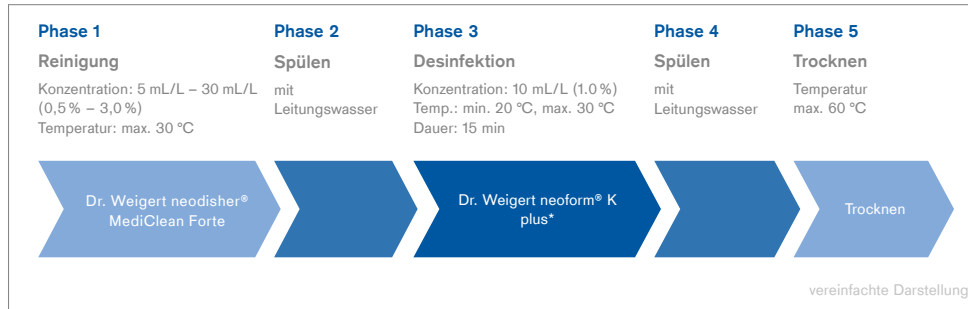 Phase 1
Reinigung
Konzentration: 5 mL/L – 30 mL/L
(0,5 % – 3,0 %)
Temperatur: max. 30 °C
Phase 2
Spülen
mit
Leitungswasser
Phase 3
Desinfektion
Konzentration: 10 mL/L (1.0 %)
Temp.: min. 20 °C, max. 30 °C
Dauer: 15 min
Phase 4
Spülen
mit
Leitungswasser
Phase 5
Trocknen
Temperatur
max. 60 °C
Dr. Weigert neodisher®
MediClean Forte
Dr. Weigert neoform® K
plus*
Trocknen
vereinfachte Darstellung